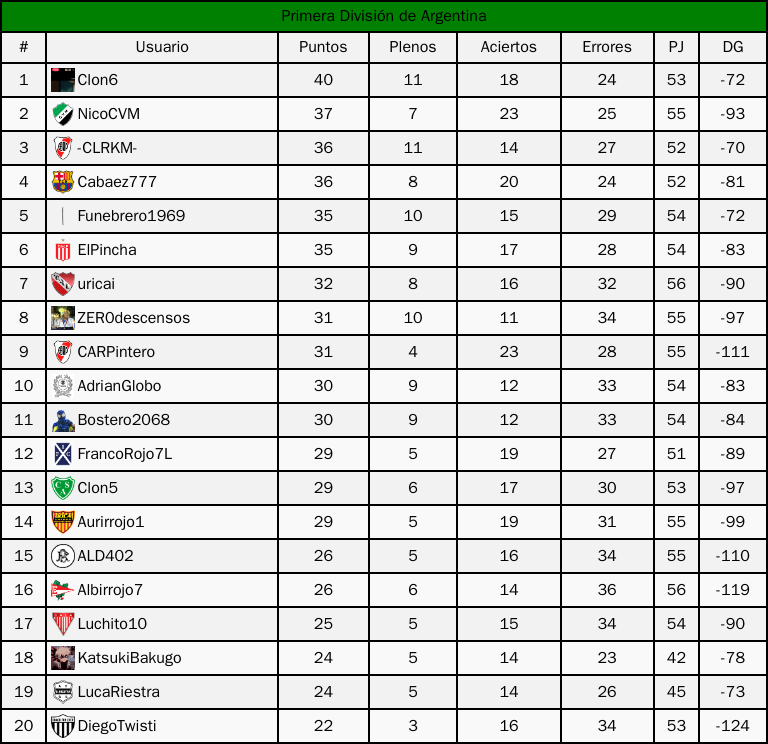 Primera División de Argentina
# Usuario Puntos Plenos Aciertos Errores PJ DG
1 Clon6 40 11 18 24 53 -72
2 NicoCVM 37 7 23 25 55 -93
3 -CLRKM- 36 11 14 27 52 -70
4 Cabaez777 36 8 20 24 52 -81
5 Funebrero1969 35 10 15 29 54 -72
6 ElPincha 35 9 17 28 54 -83
7 uricai 32 8 16 32 56 -90
8 ZER0descensos 31 10 11 34 55 -97
9 CARPintero 31 4 23 28 55 -111
10 AdrianGlobo 30 9 12 33 54 -83
11 Bostero2068 30 9 12 33 54 -84
12 FrancoRojo7L 29 5 19 27 51 -89
13 Clon5 29 6 17 30 53 -97
14 Aurirrojo1 29 5 19 31 55 -99
15 ALD402 26 5 16 34 55 -110
16 Albirrojo7 26 6 14 36 56 -119
17 Luchito10 25 5 15 34 54 -90
18 KatsukiBakugo 24 5 14 23 42 -78
19 LucaRiestra 24 5 14 26 45 -73
20 DiegoTwisti 22 3 16 34 53 -124